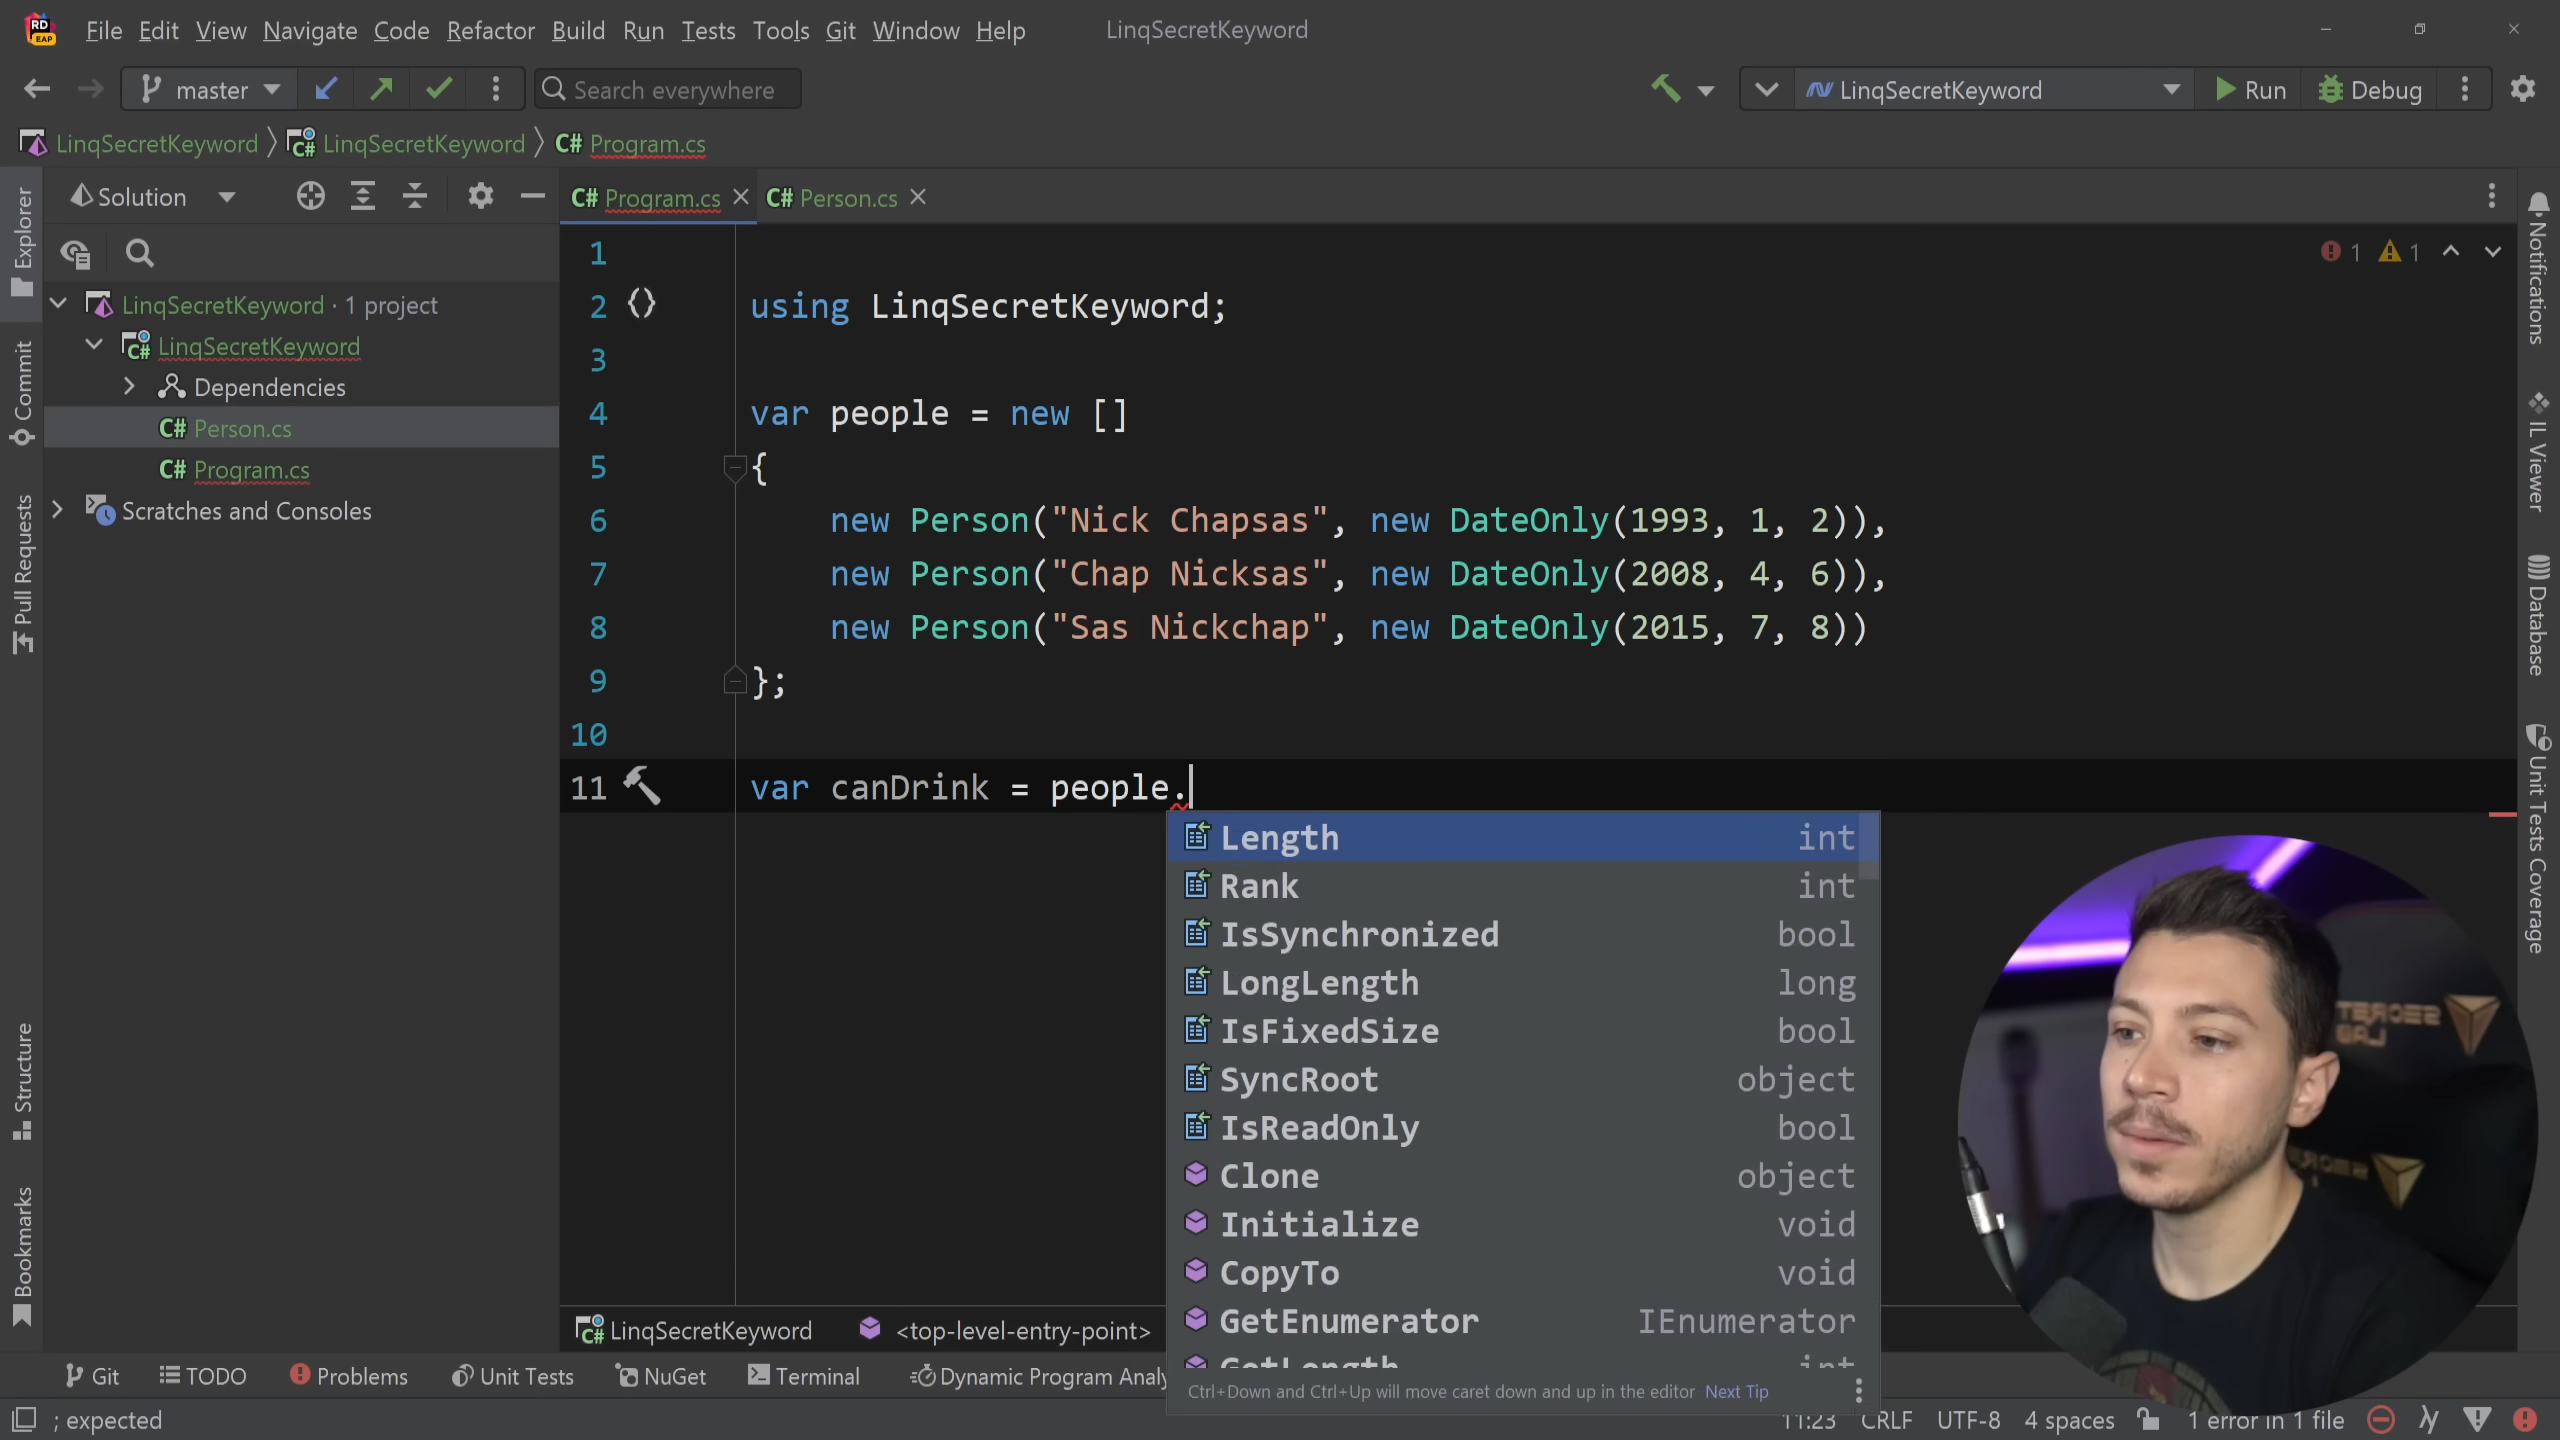 File Edit View Navigate Code Refactor Build Run Tests Tools Git Window Help LinqSecretKeyword
master Search everywhere LinqSecretKeyword Run Debug
LinqSecretKeyword LinqSecretKeyword C# Program.cs
Solution C# Program.cs C# Person.cs
LinqSecretKeyword · 1 project
LinqSecretKeyword
Dependencies
C# Person.cs
C# Program.cs
Scratches and Consoles
1 1
1
2 using LinqSecretKeyword;
3
4 var people = new []
5 {
6 new Person("Nick Chapsas", new DateOnly(1993, 1, 2)),
7 new Person("Chap Nicksas", new DateOnly(2008, 4, 6)),
8 new Person("Sas Nickchap", new DateOnly(2015, 7, 8))
9 };
10
11 var canDrink = people.
Length int
Rank int
IsSynchronized bool
LongLength long
IsFixedSize bool
SyncRoot object
IsReadOnly bool
Clone object
Initialize void
CopyTo void
GetEnumerator IEnumerator
GetLength int
Ctrl+Down and Ctrl+Up will move caret down and up in the editor Next Tip
Explorer
Commit
Pull Requests
Structure
Bookmarks
Notifications
IL Viewer
Database
Unit Tests Coverage
SECRET
LAB
LinqSecretKeyword <top-level-entry-point>
Git TODO Problems Unit Tests NuGet Terminal Dynamic Program Analy
; expected 11:23 CRLF UTF-8 4 spaces 1 error in 1 file